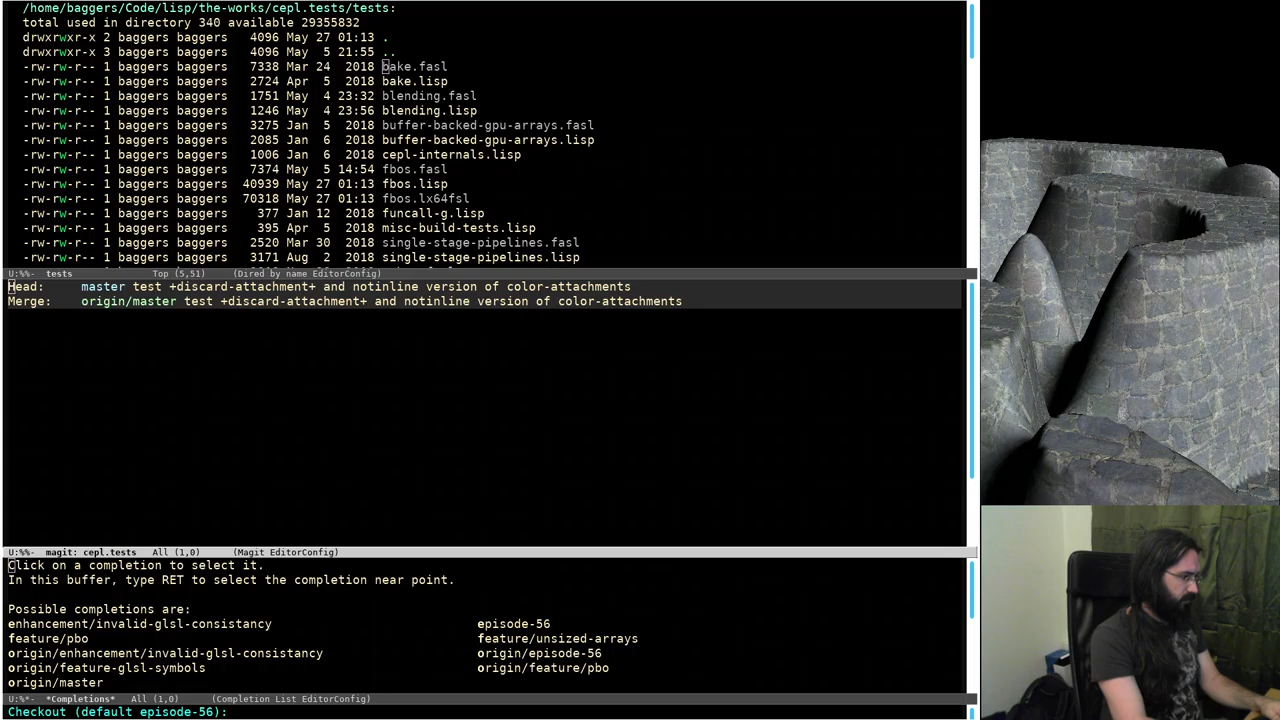 /home/baggers/Code/lisp/the-works/cepl.tests/tests:
total used in directory 340 available 29355832
drwxrwxr-x 2 baggers baggers 4096 May 27 01:13 .
drwxrwxr-x 3 baggers baggers 4096 May 5 21:55 ..
-rw-rw-r-- 1 baggers baggers 7338 Mar 24 2018 bake.fasl
-rw-rw-r-- 1 baggers baggers 2724 Apr 5 2018 bake.lisp
-rw-rw-r-- 1 baggers baggers 1751 May 4 23:32 blending.fasl
-rw-rw-r-- 1 baggers baggers 1246 May 4 23:56 blending.lisp
-rw-rw-r-- 1 baggers baggers 3275 Jan 5 2018 buffer-backed-gpu-arrays.fasl
-rw-rw-r-- 1 baggers baggers 2085 Jan 6 2018 buffer-backed-gpu-arrays.lisp
-rw-rw-r-- 1 baggers baggers 1006 Jan 6 2018 cepl-internals.lisp
-rw-rw-r-- 1 baggers baggers 7374 May 5 14:54 fbos.fasl
-rw-rw-r-- 1 baggers baggers 40939 May 27 01:13 fbos.lisp
-rw-rw-r-- 1 baggers baggers 70318 May 27 01:13 fbos.lx64fsl
-rw-rw-r-- 1 baggers baggers 377 Jan 12 2018 funcall-g.lisp
-rw-rw-r-- 1 baggers baggers 395 Apr 5 2018 misc-build-tests.lisp
-rw-rw-r-- 1 baggers baggers 2520 Mar 30 2018 single-stage-pipelines.fasl
-rw-rw-r-- 1 baggers baggers 3171 Aug 2 2018 single-stage-pipelines.lisp
U:%%- tests Top (5,51) (Dired by name EditorConfig)
Head: master test +discard-attachment+ and notinline version of color-attachments
Merge: origin/master test +discard-attachment+ and notinline version of color-attachments
U:%%- magit: cepl.tests All (1,0) (Magit EditorConfig)
Click on a completion to select it.
In this buffer, type RET to select the completion near point.
Possible completions are:
enhancement/invalid-glsl-consistancy episode-56
feature/pbo feature/unsized-arrays
origin/enhancement/invalid-glsl-consistancy origin/episode-56
origin/feature-glsl-symbols origin/feature/pbo
origin/master
U:%*- *Completions* All (1,0) (Completion List EditorConfig)
Checkout (default episode-56):